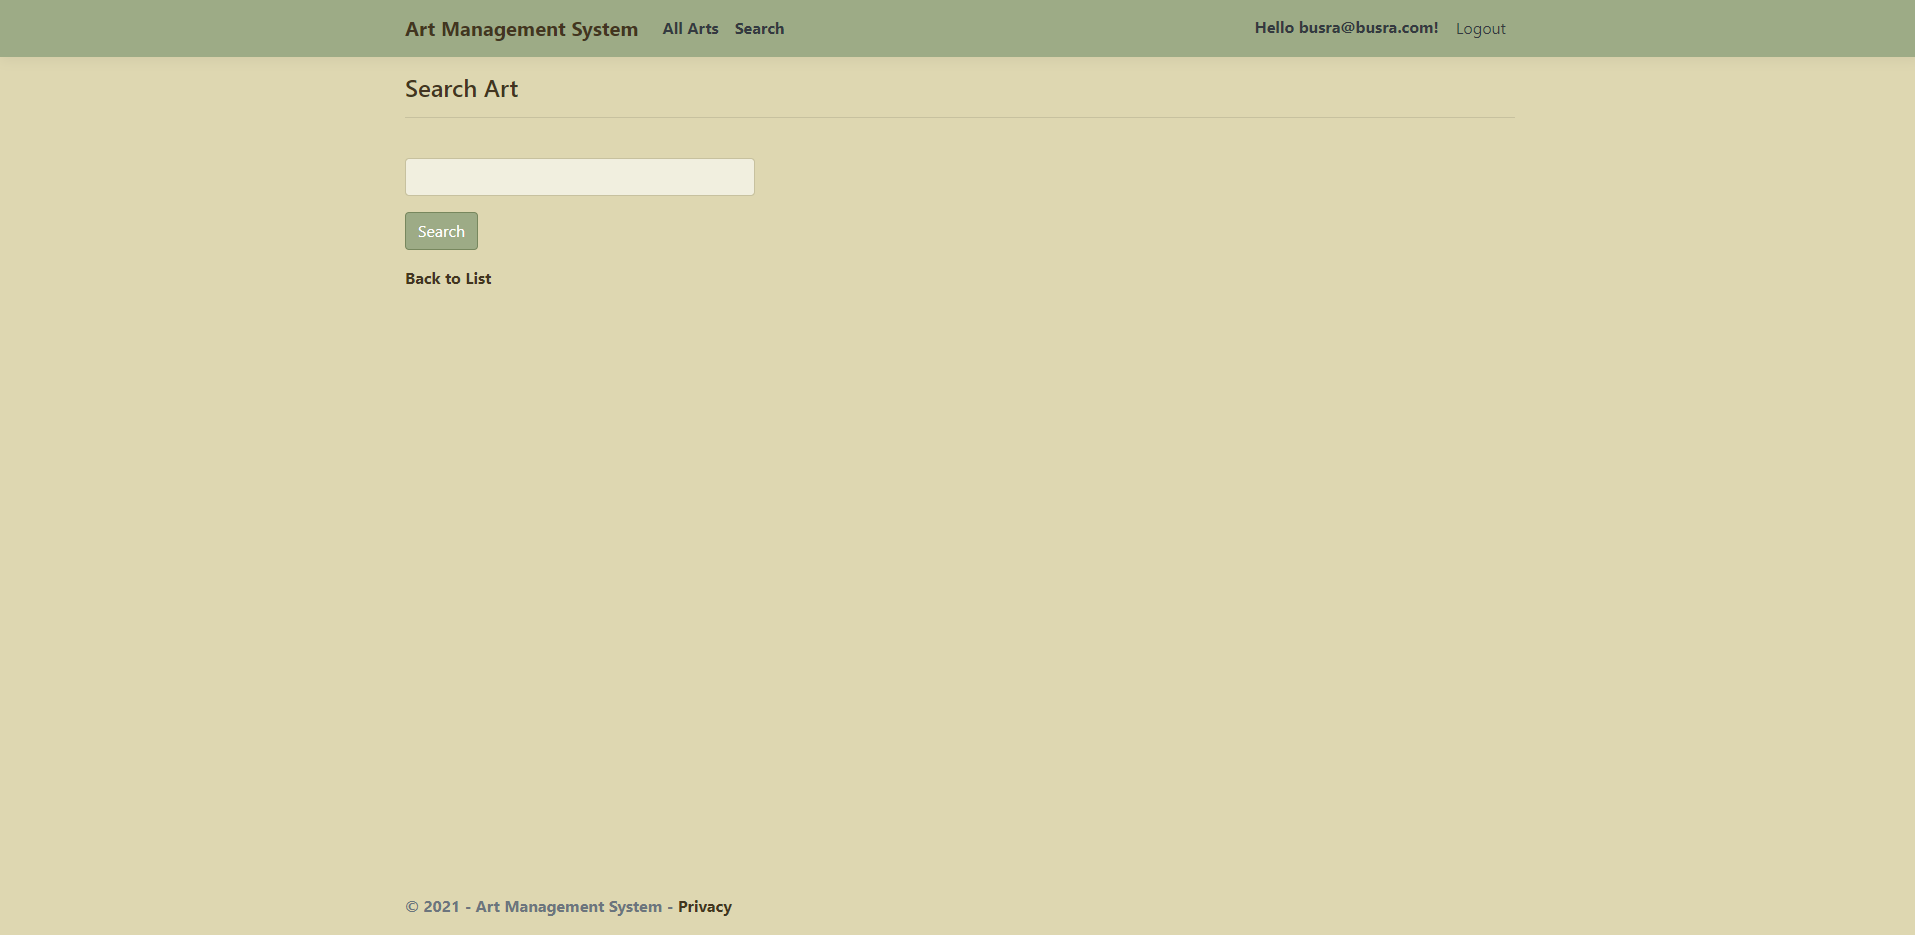 Art Management System All Arts Search Hello busra@busra.com! Logout
Search Art
Search
Back to List
© 2021 - Art Management System - Privacy